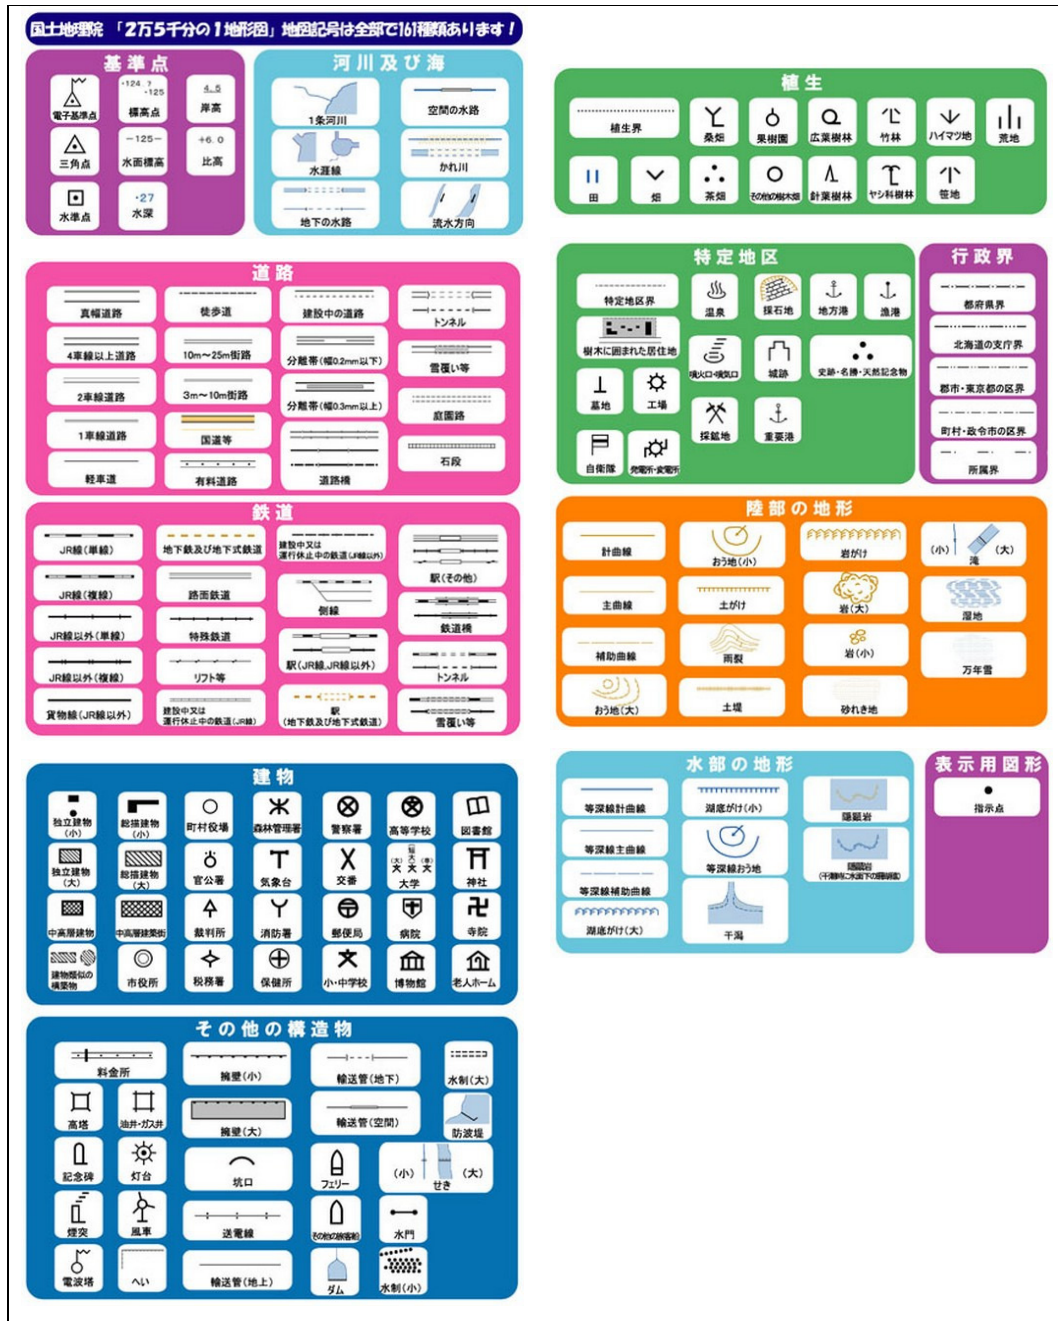 国土地理院 「2万5千分の1地形図」地図記号は全部で161種類あります！
基準点
電子基準点
・124.7
・125
標高点
4.5
岸高
三角点
－125－
水面標高
+6.0
比高
水準点
・27
水深
河川及び海
1条河川
空間の水路
水涯線
かれ川
地下の水路
流水方向
植生
植生界
桑畑
果樹園
広葉樹林
竹林
ハイマツ地
荒地
田
畑
茶畑
その他の樹木畑
針葉樹林
ヤシ科樹林
笹地
道路
真幅道路
徒歩道
建設中の道路
トンネル
4車線以上道路
10m～25m街路
分離帯(幅0.2mm以下)
雪覆い等
2車線道路
3m～10m街路
分離帯(幅0.3mm以上)
庭園路
1車線道路
国道等
石段
軽車道
有料道路
道路橋
特定地区
特定地区界
温泉
採石地
地方港
漁港
樹木に囲まれた居住地
噴火口・噴気口
城跡
史跡・名勝・天然記念物
墓地
工場
採鉱地
重要港
自衛隊
発電所・変電所
行政界
都府県界
北海道の支庁界
郡市・東京都の区界
町村・政令市の区界
所属界
鉄道
JR線(単線)
地下鉄及び地下式鉄道
建設中又は
運行休止中の鉄道(JR線以外)
駅(その他)
JR線(複線)
路面鉄道
側線
JR線以外(単線)
特殊鉄道
鉄道橋
JR線以外(複線)
リフト等
駅(JR線,JR線以外)
トンネル
貨物線(JR線以外)
建設中又は
運行休止中の鉄道(JR線)
駅
(地下鉄及び地下式鉄道)
雪覆い等
陸部の地形
計曲線
おう地(小)
岩がけ
(小)
(大)
滝
主曲線
土がけ
岩(大)
湿地
補助曲線
雨裂
岩(小)
万年雪
おう地(大)
土堤
砂れき地
建物
独立建物
(小)
総描建物
(小)
町村役場
森林管理署
警察署
高等学校
図書館
独立建物
(大)
総描建物
(大)
官公署
気象台
交番
(大)
(短大)
(専)
大学
神社
中高層建物
中高層建築街
裁判所
消防署
郵便局
病院
寺院
建物類似の
構築物
市役所
税務署
保健所
小・中学校
博物館
老人ホーム
水部の地形
等深線計曲線
湖底がけ(小)
隠顕岩
等深線主曲線
等深線おう地
隠顕岩
等深線補助曲線
湖底がけ(大)
干潟
表示用図形
指示点
その他の構造物
料金所
擁壁(小)
輸送管(地下)
水制(大)
高塔
油井・ガス井
擁壁(大)
輸送管(空間)
防波堤
記念碑
灯台
坑口
フェリー
(小)
(大)
せき
煙突
風車
送電線
その他の旅客船
水門
電波塔
へい
輸送管(地上)
ダム
水制(小)